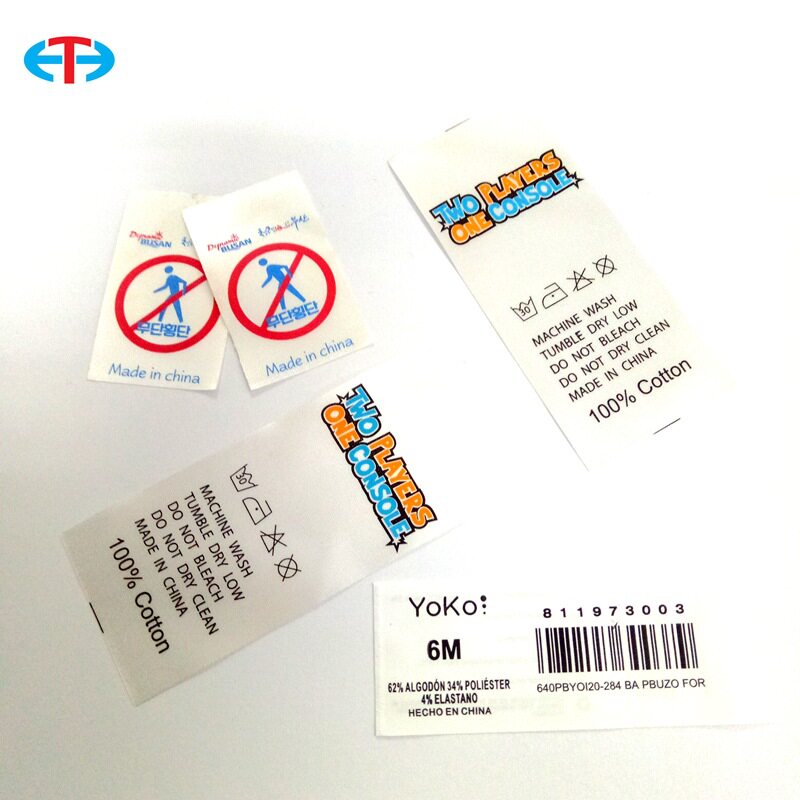 Dynamic
BUSAN
무단횡단
Made in china
Dynamic
BUSAN
무단횡단
Made in china
TWO PLAYERS
ONE CONSOLE
30
MACHINE WASH
TUMBLE DRY LOW
DO NOT BLEACH
DO NOT DRY CLEAN
MADE IN CHINA
100% Cotton
TWO PLAYERS
ONE CONSOLE
30
MACHINE WASH
TUMBLE DRY LOW
DO NOT BLEACH
DO NOT DRY CLEAN
MADE IN CHINA
100% Cotton
YoKo
811973003
6M
62% ALGODÓN 34% POLIÉSTER
4% ELASTANO
HECHO EN CHINA
640PBYOI20-284 BA PBUZO FOR